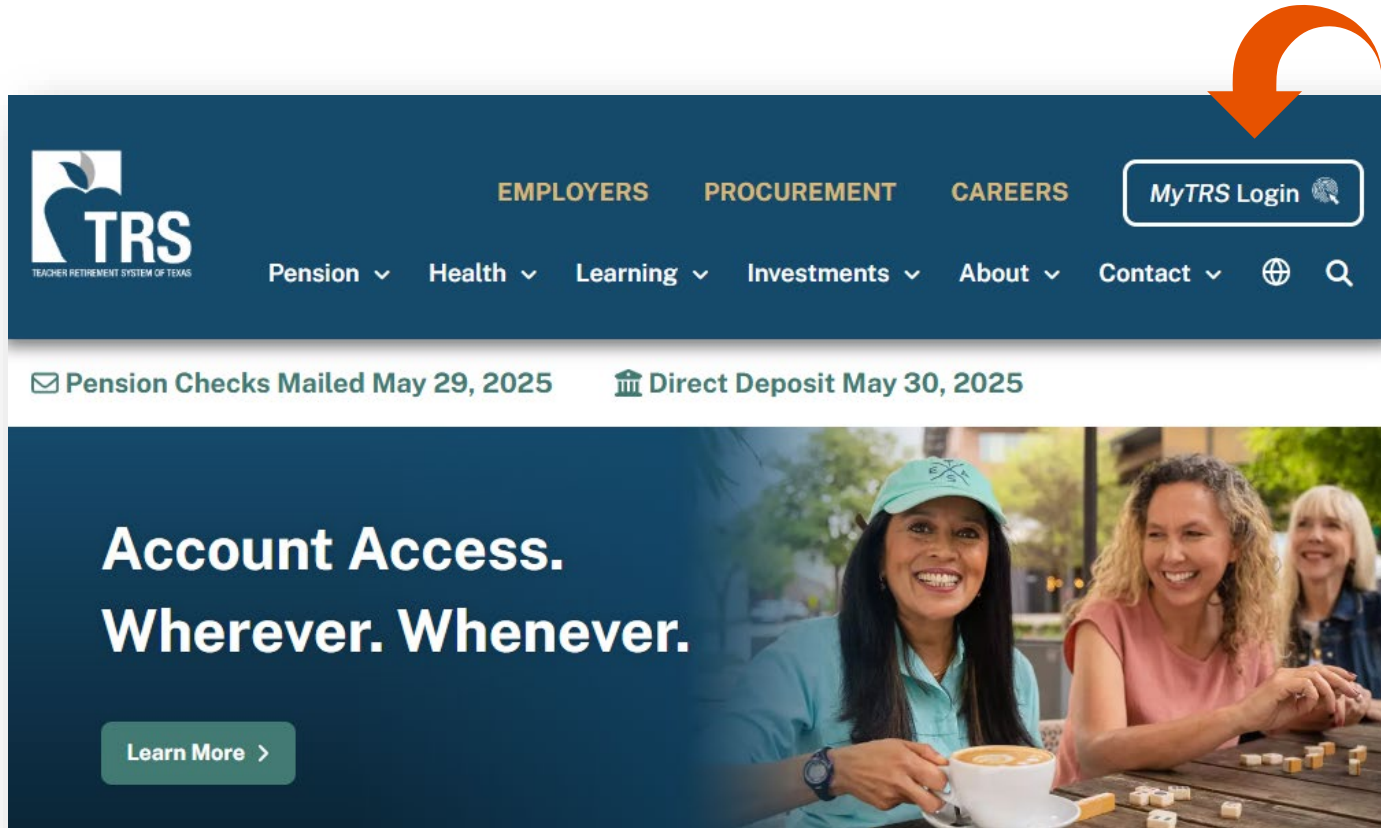 EMPLOYERS PROCUREMENT CAREERS MyTRS Login
TRS
TEACHER RETIREMENT SYSTEM OF TEXAS
Pension Health Learning Investments About Contact
Pension Checks Mailed May 29, 2025 Direct Deposit May 30, 2025
Account Access.
Wherever. Whenever.
Learn More